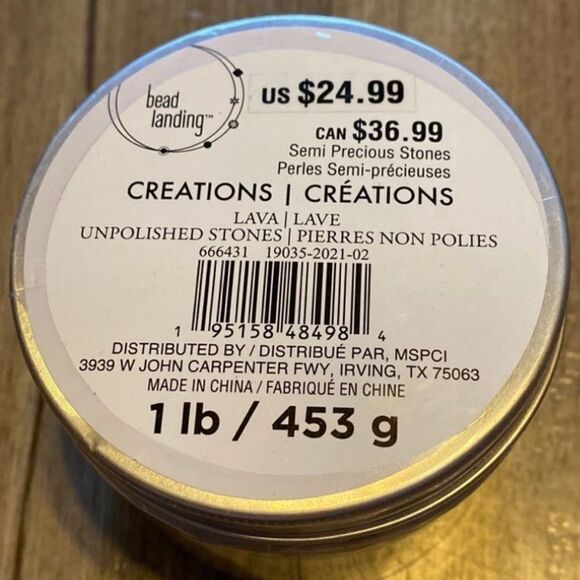 bead
landing™
US $24.99
CAN $36.99
Semi Precious Stones
Perles Semi-précieuses
CREATIONS | CRÉATIONS
LAVA | LAVE
UNPOLISHED STONES | PIERRES NON POLIES
666431 19035-2021-02
1 95158 48498 4
DISTRIBUTED BY / DISTRIBUÉ PAR, MSPCI
3939 W JOHN CARPENTER FWY, IRVING, TX 75063
MADE IN CHINA / FABRIQUÉ EN CHINE
1 lb / 453 g